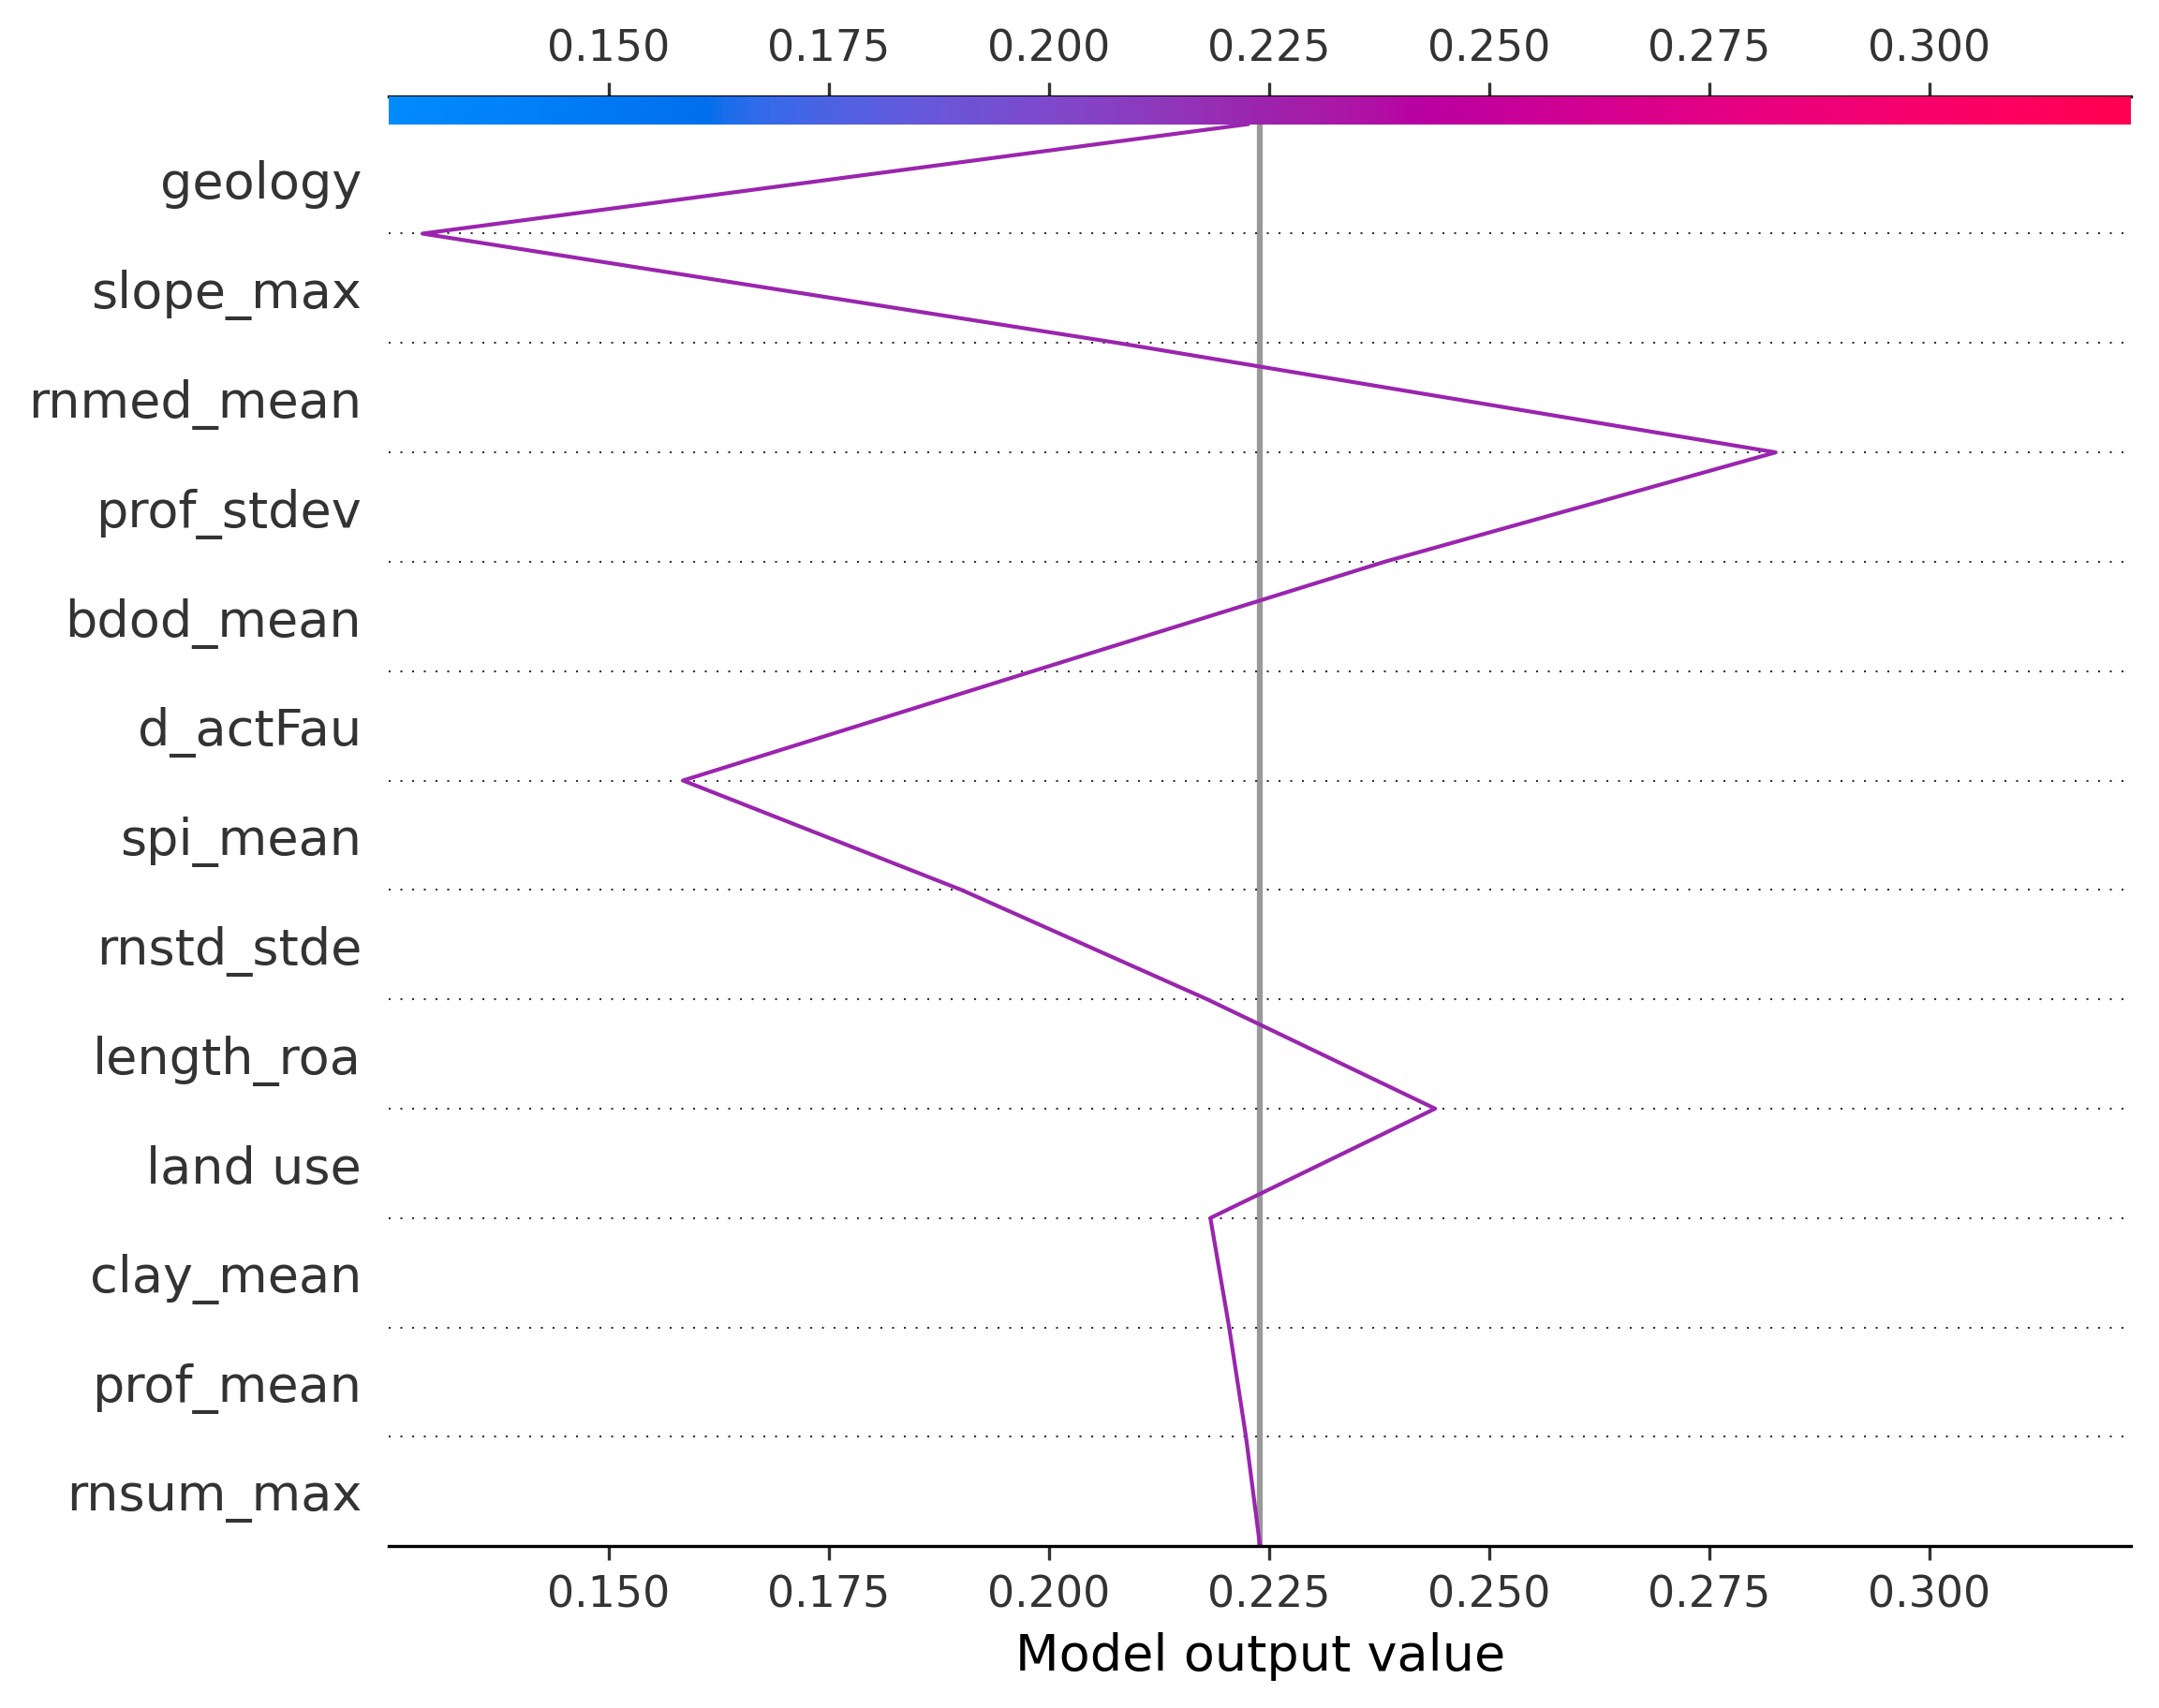 0.150 0.175 0.200 0.225 0.250 0.275 0.300
geology
slope_max
rnmed_mean
prof_stdev
bdod_mean
d_actFau
spi_mean
rnstd_stde
length_roa
land use
clay_mean
prof_mean
rnsum_max
0.150 0.175 0.200 0.225 0.250 0.275 0.300
Model output value